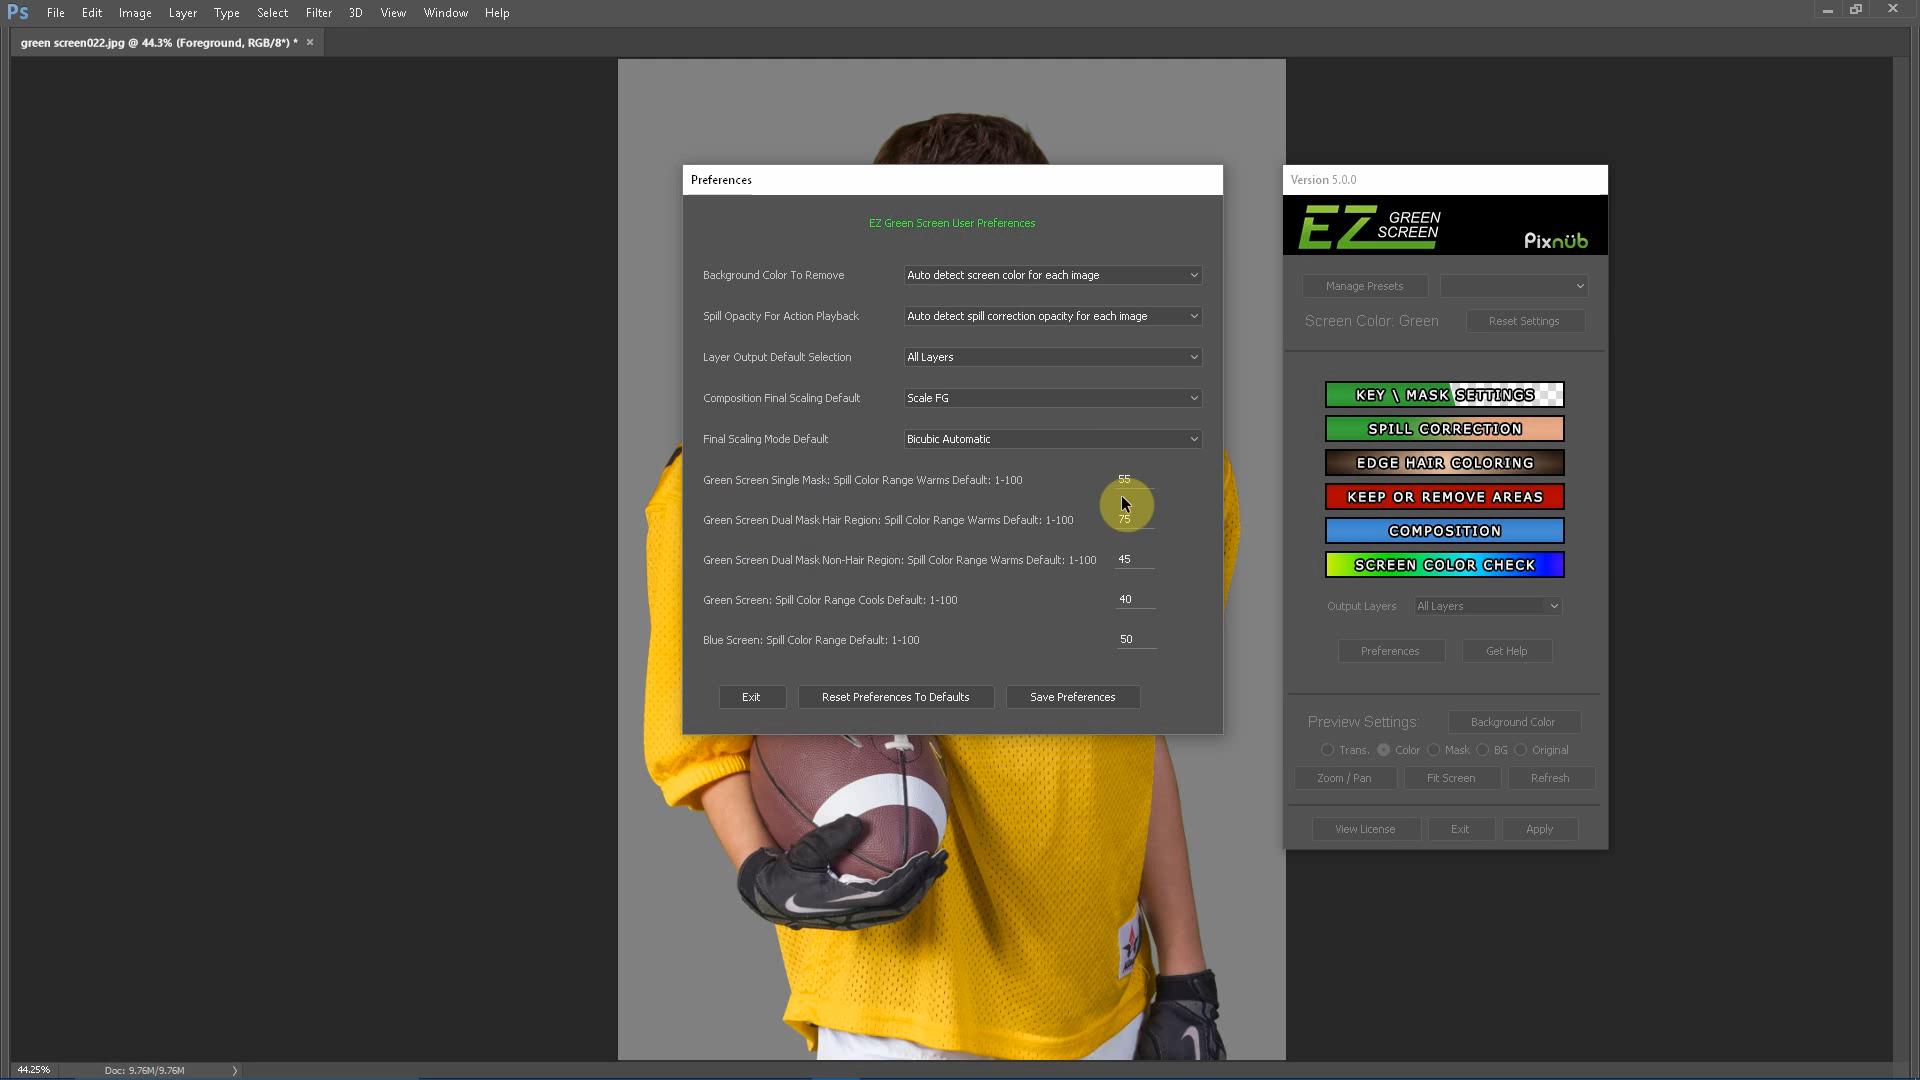 Ps File Edit Image Layer Type Select Filter 3D View Window Help
green screen022.jpg @ 44.3% (Foreground, RGB/8*) * ×
Preferences
EZ Green Screen User Preferences
Background Color To Remove Auto detect screen color for each image
Spill Opacity For Action Playback Auto detect spill correction opacity for each image
Layer Output Default Selection All Layers
Composition Final Scaling Default Scale FG
Final Scaling Mode Default Bicubic Automatic
Green Screen Single Mask: Spill Color Range Warms Default: 1-100 55
Green Screen Dual Mask Hair Region: Spill Color Range Warms Default: 1-100 75
Green Screen Dual Mask Non-Hair Region: Spill Color Range Warms Default: 1-100 45
Green Screen: Spill Color Range Cools Default: 1-100 40
Blue Screen: Spill Color Range Default: 1-100 50
Exit Reset Preferences To Defaults Save Preferences
Version 5.0.0
EZ GREEN SCREEN
Pixnüb
Manage Presets
Screen Color: Green Reset Settings
KEY \ MASK SETTINGS
SPILL CORRECTION
EDGE HAIR COLORING
KEEP OR REMOVE AREAS
COMPOSITION
SCREEN COLOR CHECK
Output Layers All Layers
Preferences Get Help
Preview Settings: Background Color
Trans. Color Mask BG Original
Zoom / Pan Fit Screen Refresh
View License Exit Apply
44.25% Doc: 9.76M/9.76M